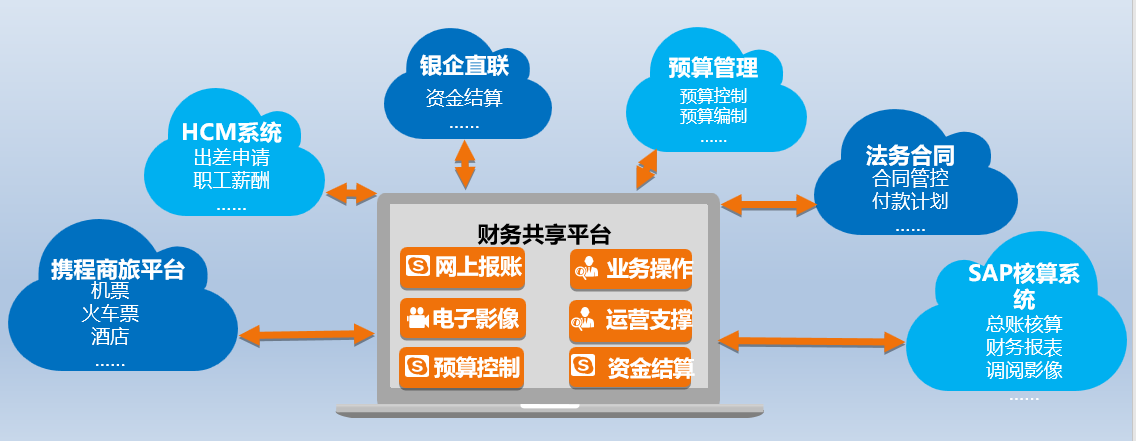 银企直联
资金结算
......
预算管理
预算控制
预算编制
......
HCM系统
出差申请
职工薪酬
......
法务合同
合同管控
付款计划
......
携程商旅平台
机票
火车票
酒店
......
SAP核算系
统
总账核算
财务报表
调阅影像
......
财务共享平台
网上报账
业务操作
电子影像
运营支撑
预算控制
资金结算